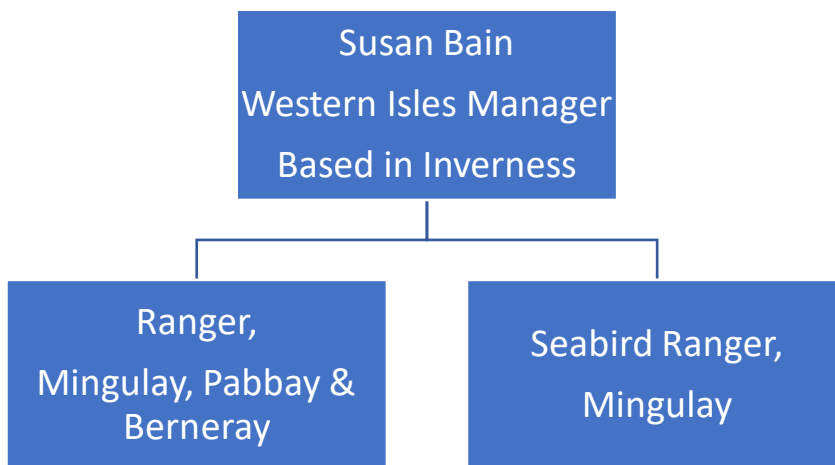 Susan Bain
Western Isles Manager
Based in Inverness
Ranger,
Mingulay, Pabbay &
Berneray
Seabird Ranger,
Mingulay